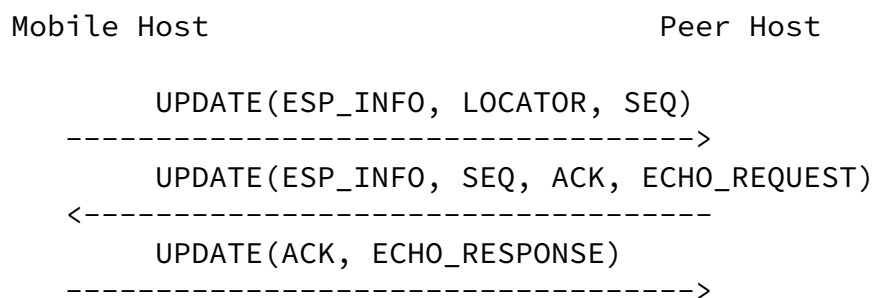 Mobile Host Peer Host
UPDATE(ESP_INFO, LOCATOR, SEQ)
----------------------------------->
UPDATE(ESP_INFO, SEQ, ACK, ECHO_REQUEST)
<-----------------------------------
UPDATE(ACK, ECHO_RESPONSE)
----------------------------------->